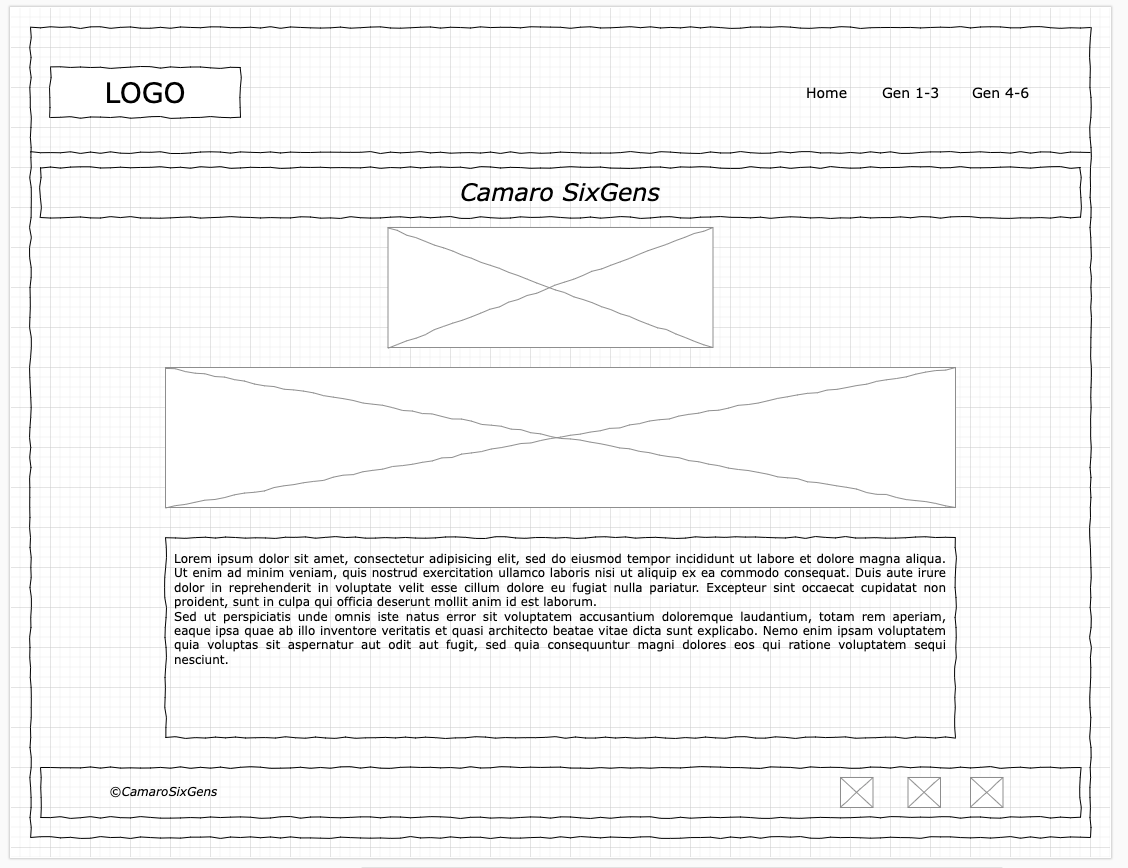 LOGO
Home Gen 1-3 Gen 4-6
Camaro SixGens
Lorem ipsum dolor sit amet, consectetur adipisicing elit, sed do eiusmod tempor incididunt ut labore et dolore magna aliqua.
Ut enim ad minim veniam, quis nostrud exercitation ullamco laboris nisi ut aliquip ex ea commodo consequat. Duis aute irure
dolor in reprehenderit in voluptate velit esse cillum dolore eu fugiat nulla pariatur. Excepteur sint occaecat cupidatat non
proident, sunt in culpa qui officia deserunt mollit anim id est laborum.
Sed ut perspiciatis unde omnis iste natus error sit voluptatem accusantium doloremque laudantium, totam rem aperiam,
eaque ipsa quae ab illo inventore veritatis et quasi architecto beatae vitae dicta sunt explicabo. Nemo enim ipsam voluptatem
quia voluptas sit aspernatur aut odit aut fugit, sed quia consequuntur magni dolores eos qui ratione voluptatem sequi
nesciunt.
©CamaroSixGens